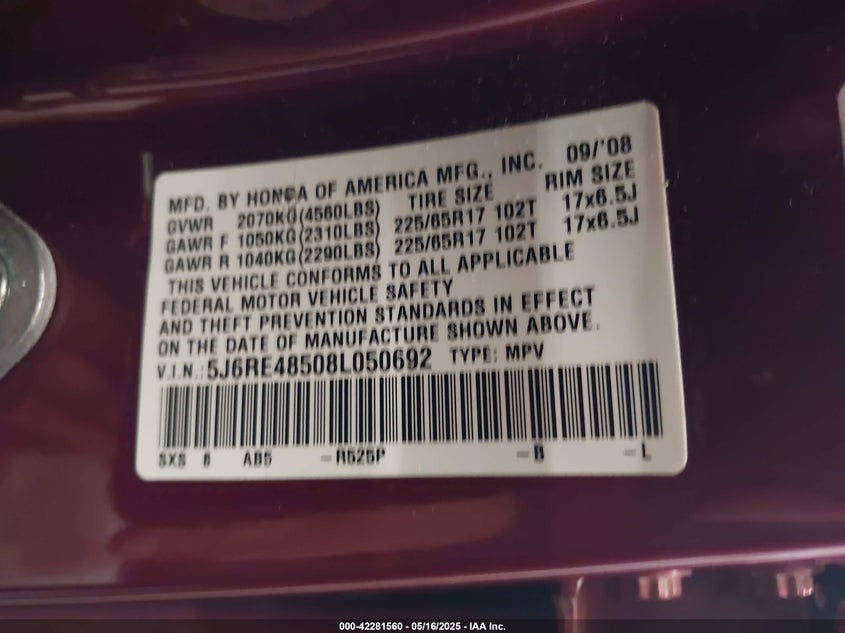 MFD. BY HONDA OF AMERICA MFG., INC. 09/'08
GVWR 2070KG(4560LBS) TIRE SIZE RIM SIZE
GAWR F 1050KG(2310LBS) 225/65R17 102T 17x6.5J
GAWR R 1040KG(2290LBS) 225/65R17 102T 17x6.5J
THIS VEHICLE CONFORMS TO ALL APPLICABLE
FEDERAL MOTOR VEHICLE SAFETY
AND THEFT PREVENTION STANDARDS IN EFFECT
ON THE DATE OF MANUFACTURE SHOWN ABOVE.
V.I.N.: 5J6RE48508L050692 TYPE: MPV
SXS 8 AB5 -R525P -B -L
000-42281560 - 05/16/2025 - IAA Inc.